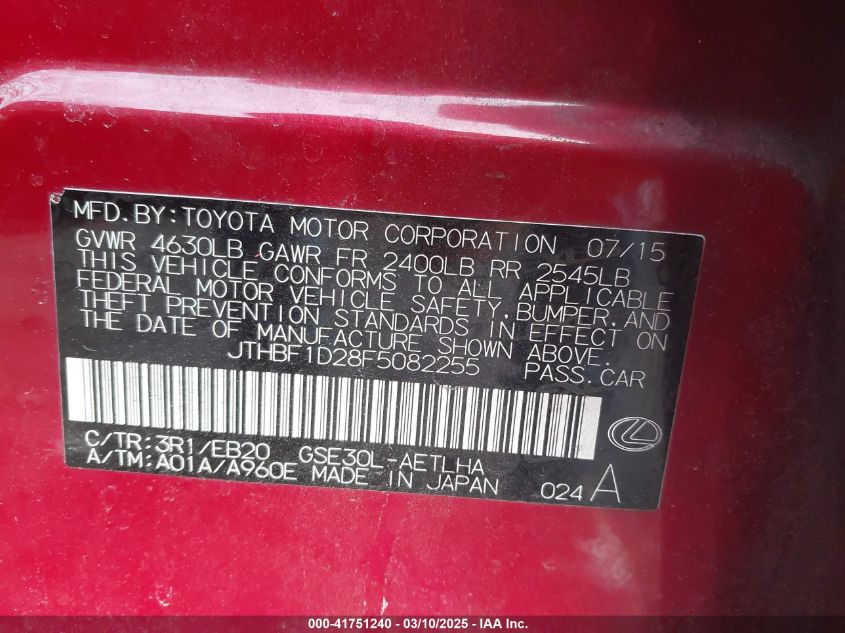 MFD.BY:TOYOTA MOTOR CORPORATION 07/15
GVWR 4630LB GAWR FR 2400LB RR 2545LB
THIS VEHICLE CONFORMS TO ALL APPLICABLE
FEDERAL MOTOR VEHICLE SAFETY,BUMPER,AND
THEFT PREVENTION STANDARDS IN EFFECT ON
THE DATE OF MANUFACTURE SHOWN ABOVE.
JTHBF1D28F5082255 PASS.CAR
C/TR:3R1/EB20 GSE30L-AETLHA
A/TM:A01A/A960E MADE IN JAPAN 024 A
000-41751240 - 03/10/2025 - IAA Inc.